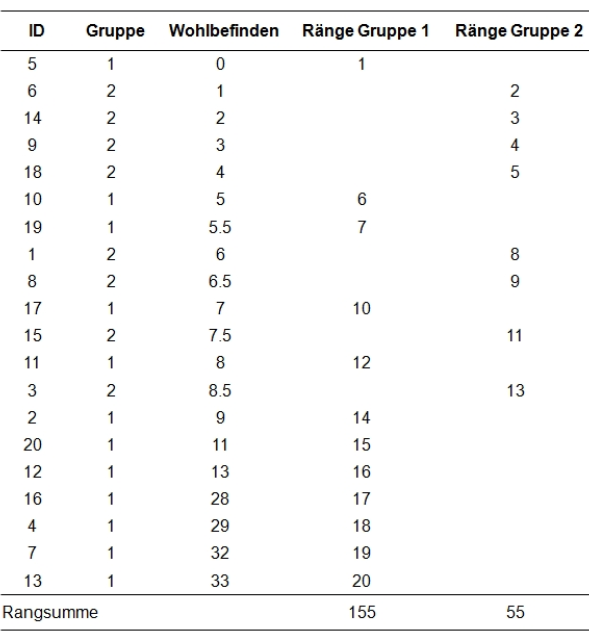 ID Gruppe Wohlbefinden Ränge Gruppe 1 Ränge Gruppe 2
5 1 0 1
6 2 1 2
14 2 2 3
9 2 3 4
18 2 4 5
10 1 5 6
19 1 5.5 7
1 2 6 8
8 2 6.5 9
17 1 7 10
15 2 7.5 11
11 1 8 12
3 2 8.5 13
2 1 9 14
20 1 11 15
12 1 13 16
16 1 28 17
4 1 29 18
7 1 32 19
13 1 33 20
Rangsumme 155 55